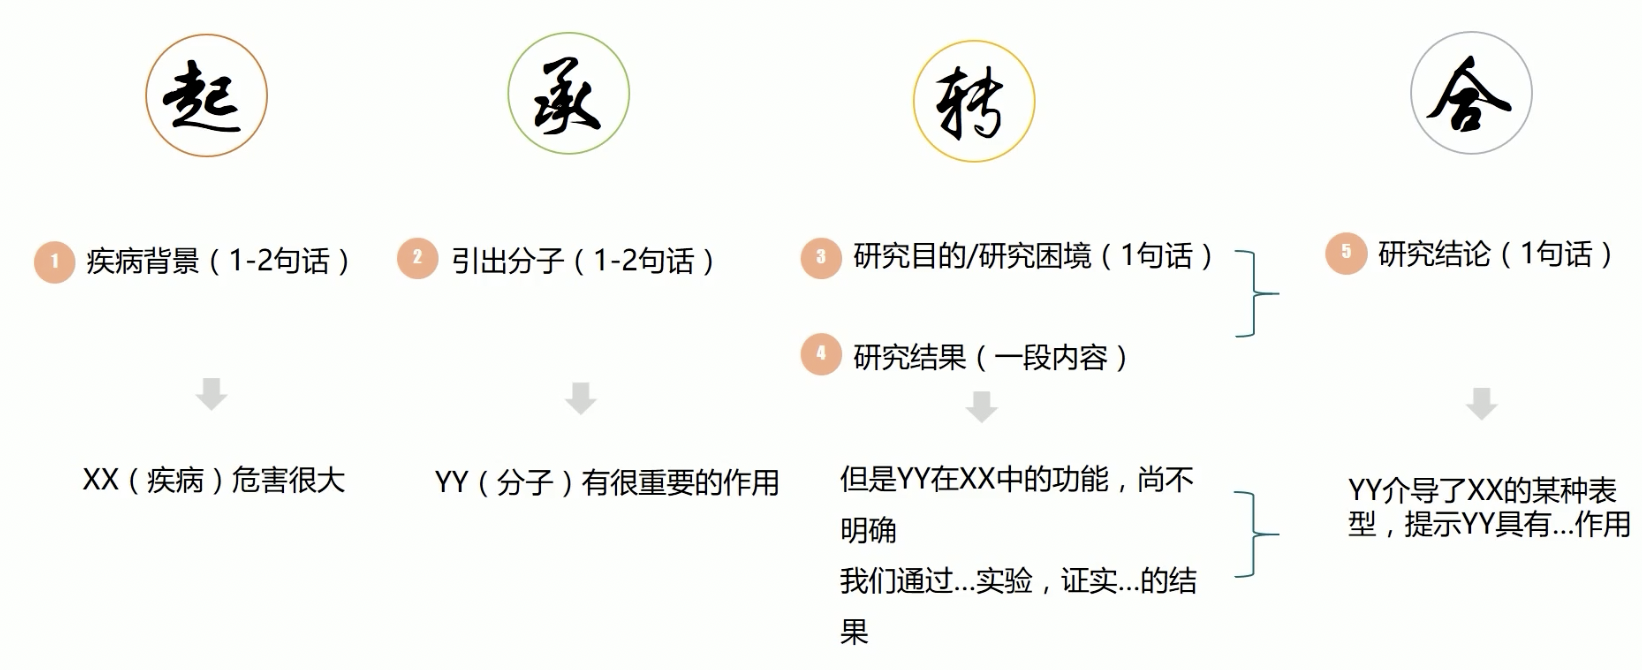 起
承
转
合
1 疾病背景（1-2句话）
2 引出分子（1-2句话）
3 研究目的/研究困境（1句话）
4 研究结果（一段内容）
5 研究结论（1句话）
XX（疾病）危害很大
YY（分子）有很重要的作用
但是YY在XX中的功能，尚不
明确
我们通过...实验，证实...的结
果
YY介导了XX的某种表
型，提示YY具有...作用